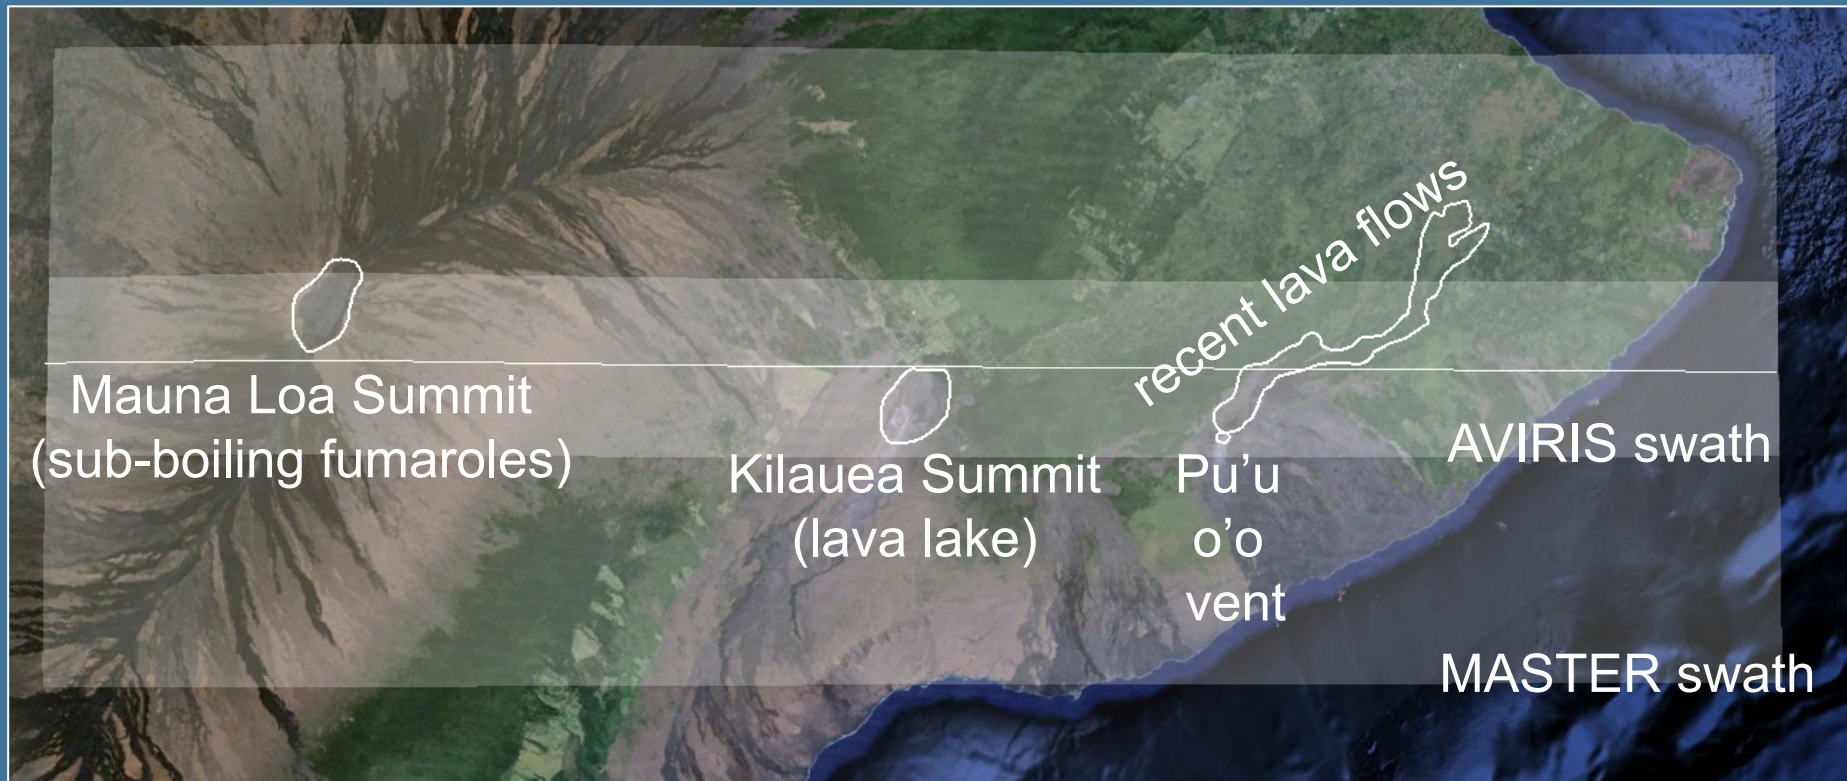 recent lava flows
Mauna Loa Summit
(sub-boiling fumaroles)
Kilauea Summit
(lava lake)
Pu’u
o’o
vent
AVIRIS swath
MASTER swath